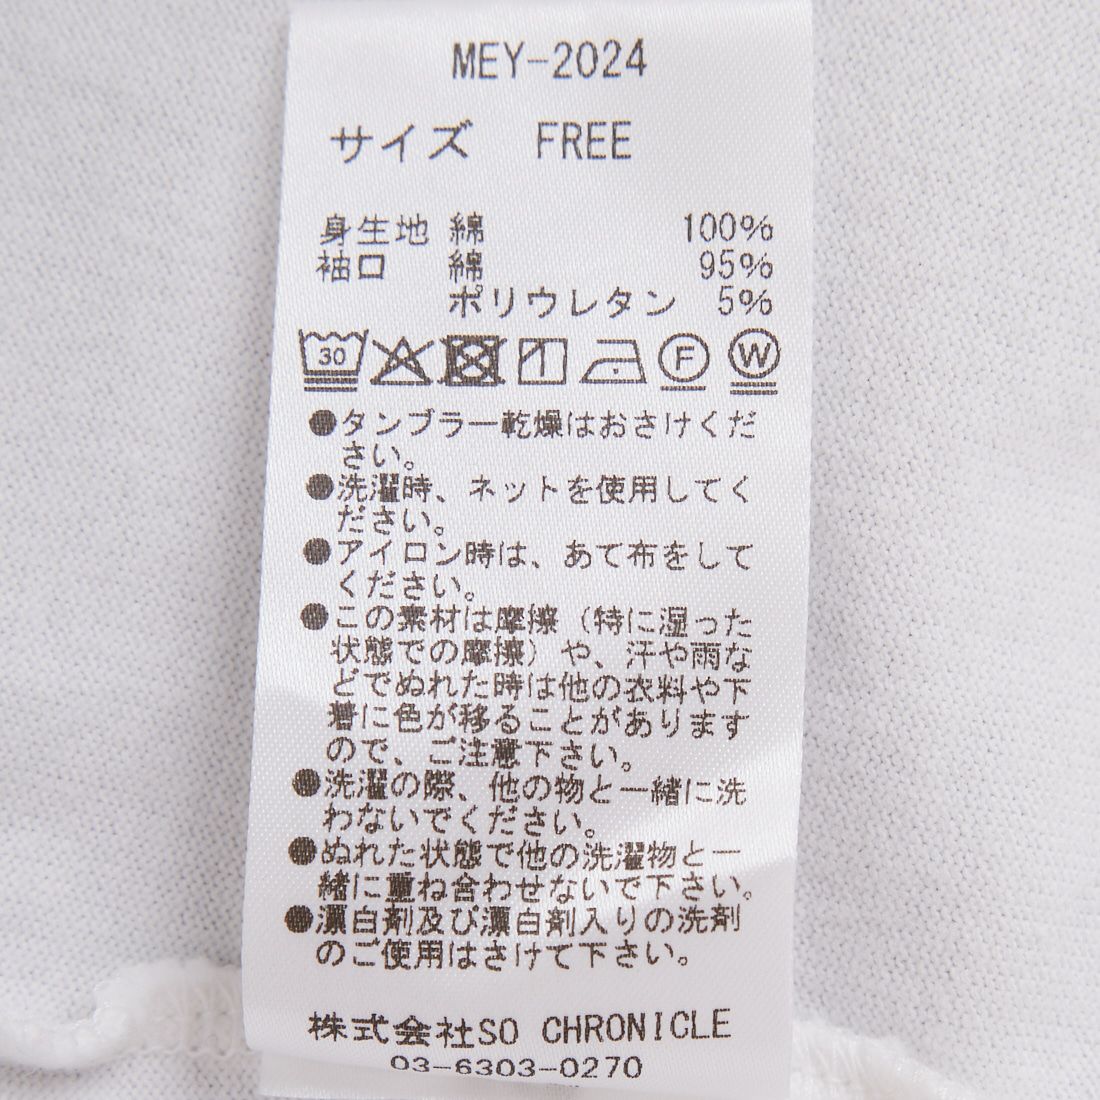 MEY-2024
サイズ FREE
身生地 綿 100%
袖口 綿 95%
ポリウレタン 5%
30 F W
●タンブラー乾燥はおさけくだ
さい。
●洗濯時、ネットを使用してく
ださい。
●アイロン時は、あて布をして
ください。
●この素材は摩擦（特に湿った
状態での摩擦）や、汗や雨な
どでぬれた時は他の衣料や下
着に色が移ることがあります
ので、ご注意下さい。
●洗濯の際、他の物と一緒に洗
わないでください。
●ぬれた状態で他の洗濯物と一
緒に重ね合わせないで下さい。
●漂白剤及び漂白剤入りの洗剤
のご使用はさけて下さい。
株式会社SO CHRONICLE
03-6303-0270